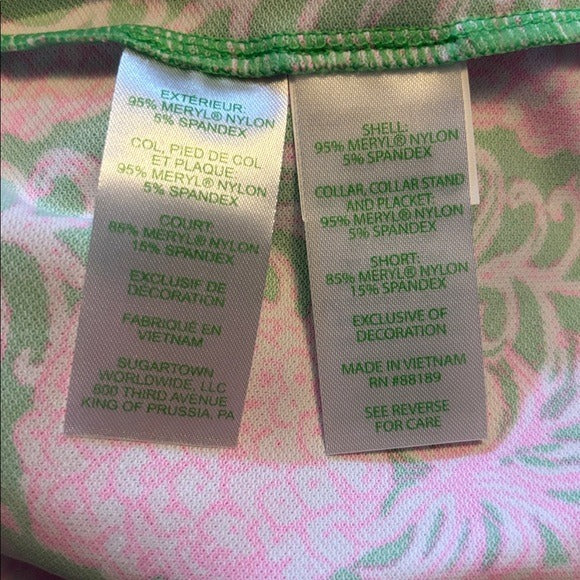 EXTÉRIEUR:
95% MERYL® NYLON
5% SPANDEX
COL, PIED DE COL
ET PLAQUE:
95% MERYL® NYLON
5% SPANDEX
COURT:
85% MERYL® NYLON
15% SPANDEX
EXCLUSIF DE
DÉCORATION
FABRIQUÉ EN
VIETNAM
SUGARTOWN
WORLDWIDE, LLC
800 THIRD AVENUE
KING OF PRUSSIA, PA
SHELL:
95% MERYL® NYLON
5% SPANDEX
COLLAR, COLLAR STAND
AND PLACKET:
95% MERYL® NYLON
5% SPANDEX
SHORT:
85% MERYL® NYLON
15% SPANDEX
EXCLUSIVE OF
DECORATION
MADE IN VIETNAM
RN #88189
SEE REVERSE
FOR CARE